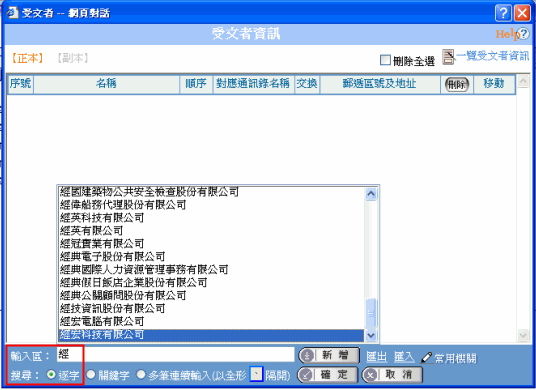 受文者 -- 網頁對話
受文者資訊
Help
【正本】 【副本】
刪除全選 一覽受文者資訊
序號 名稱 順序 對應通訊錄名稱 交換 郵遞區號及地址 刪除 移動
經國建築物公共安全檢查股份有限公司
經偉船務代理股份有限公司
經英科技有限公司
經英有限公司
經冠實業有限公司
經典電子股份有限公司
經典國際人力資源管理事務有限公司
經典假日飯店企業股份有限公司
經典公關顧問股份有限公司
經技資訊股份有限公司
經宏電腦有限公司
經宏科技有限公司
輸入區： 經 新 增 匯出 匯入 常用機關
搜尋： 逐字 關鍵字 多筆連續輸入(以全形 隔開) 確 定 取 消